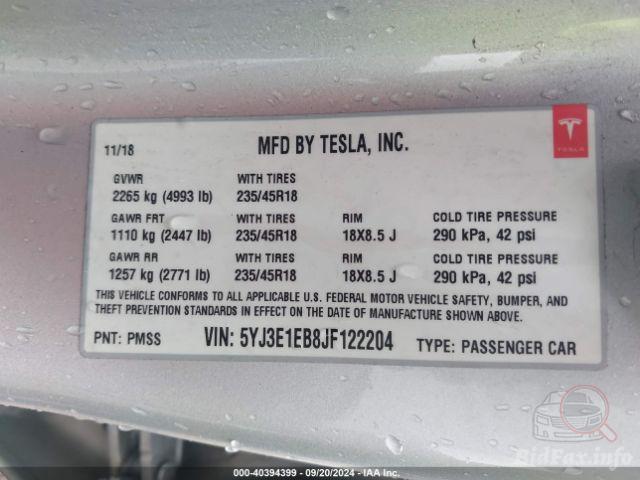 11/18 MFD BY TESLA, INC.
TESLA
GVWR WITH TIRES
2265 kg (4993 lb) 235/45R18
GAWR FRT WITH TIRES RIM COLD TIRE PRESSURE
1110 kg (2447 lb) 235/45R18 18X8.5 J 290 kPa, 42 psi
GAWR RR WITH TIRES RIM COLD TIRE PRESSURE
1257 kg (2771 lb) 235/45R18 18X8.5 J 290 kPa, 42 psi
THIS VEHICLE CONFORMS TO ALL APPLICABLE U.S. FEDERAL MOTOR VEHICLE SAFETY, BUMPER, AND
THEFT PREVENTION STANDARDS IN EFFECT ON THE DATE OF MANUFACTURE SHOWN ABOVE.
PNT: PMSS VIN: 5YJ3E1EB8JF122204 TYPE: PASSENGER CAR
BidFax.info
000-40394399 - 09/20/2024 - IAA Inc.